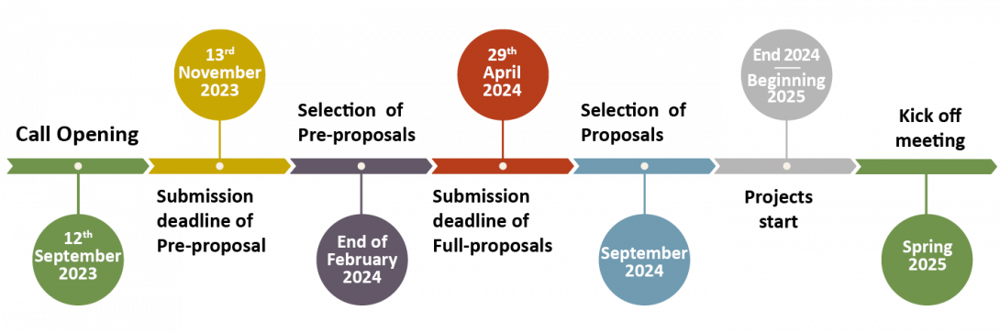 Call Opening
12th
September
2023
13rd
November
2023
Submission
deadline of
Pre-proposal
Selection of
Pre-proposals
End of
February
2024
29th
April
2024
Submission
deadline of
Full-proposals
Selection of
Proposals
September
2024
End 2024
Beginning
2025
Projects
start
Kick off
meeting
Spring
2025